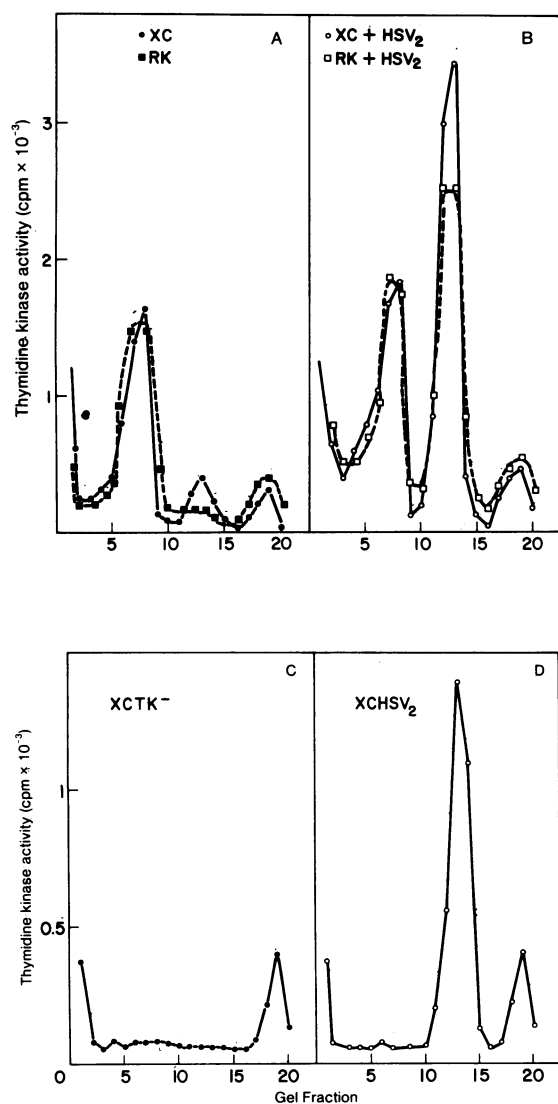 XC
RK
A
XC + HSV₂
RK + HSV₂
B
Thymidine kinase activity (cpm × 10⁻³)
3
2
1
5 10 15 20
5 10 15 20
C
XCTK⁻
D
XCHSV₂
Thymidine kinase activity (cpm × 10⁻³)
1
0.5
0 5 10 15 20
5 10 15 20
Gel Fraction